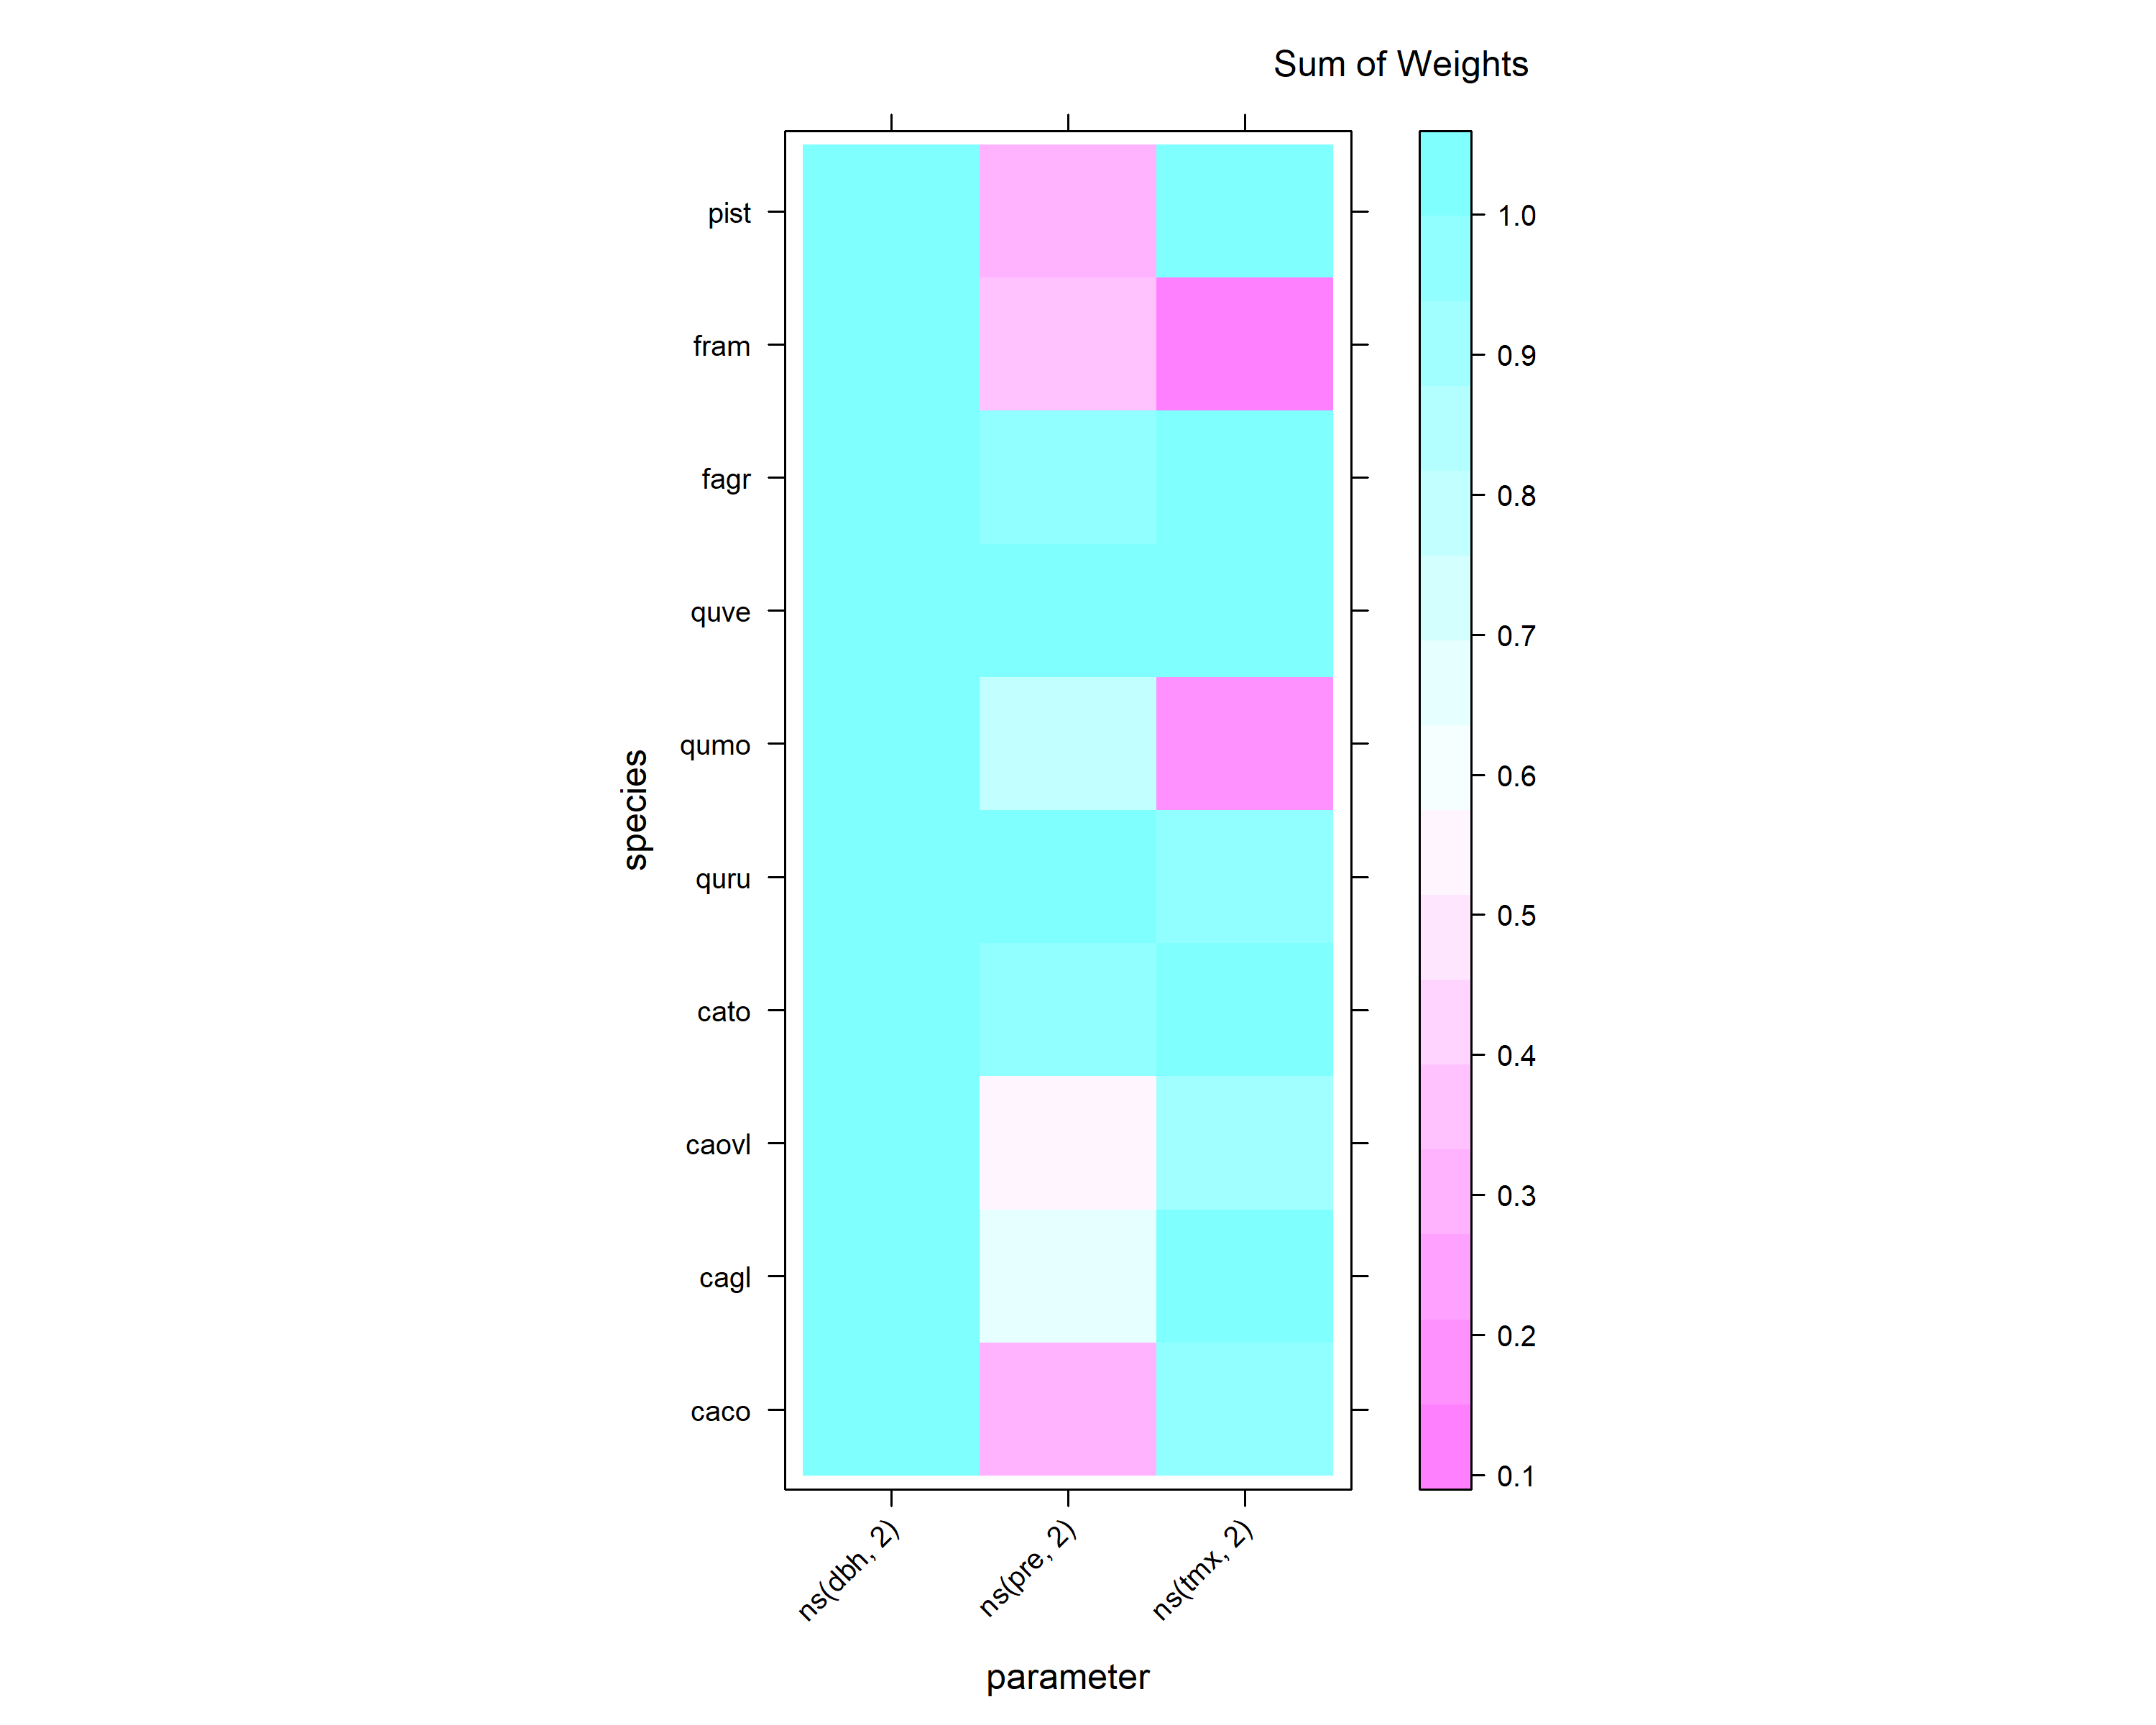 Sum of Weights
pist
fram
fagr
quve
qumo
quru
cato
caovl
cagl
caco
species
ns(dbh, 2)
ns(pre, 2)
ns(tmx, 2)
parameter
1.0
0.9
0.8
0.7
0.6
0.5
0.4
0.3
0.2
0.1